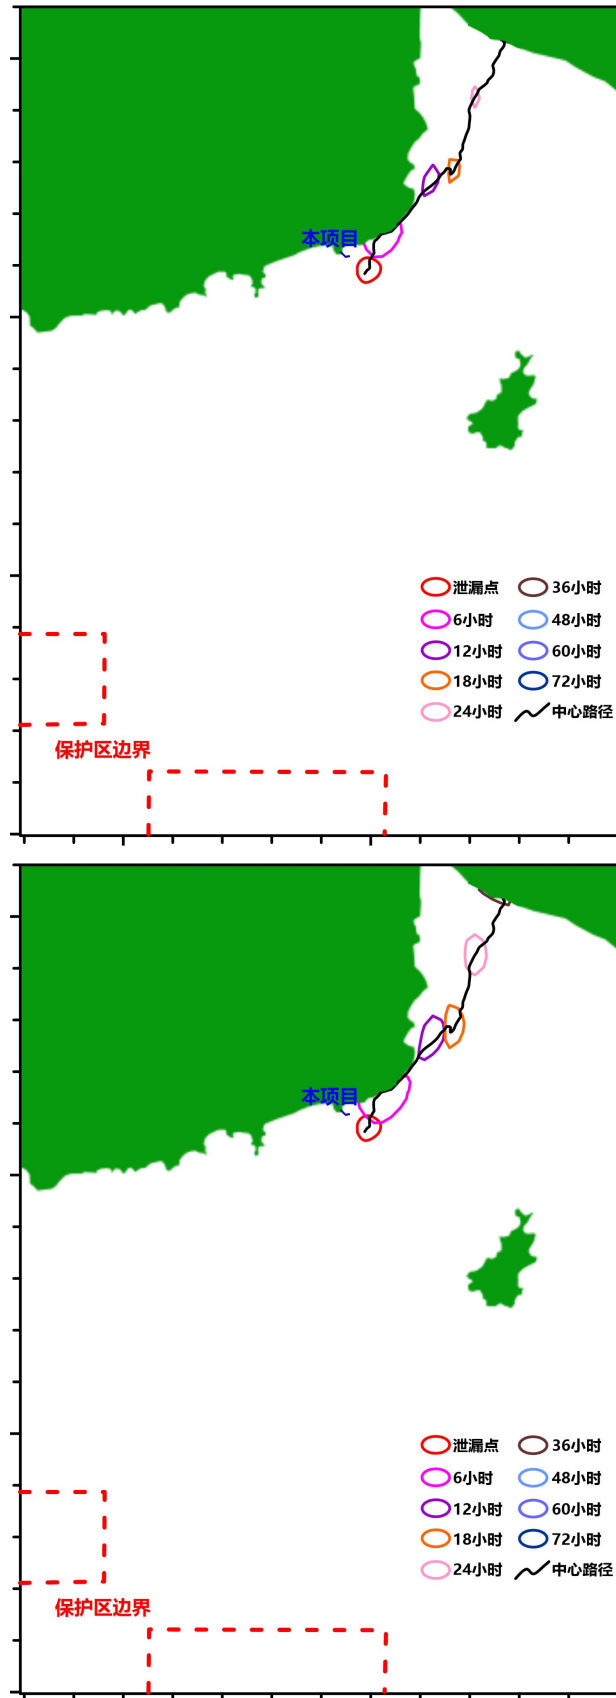 本项目
泄漏点 36小时
6小时 48小时
12小时 60小时
18小时 72小时
24小时 中心路径
保护区边界
本项目
泄漏点 36小时
6小时 48小时
12小时 60小时
18小时 72小时
24小时 中心路径
保护区边界